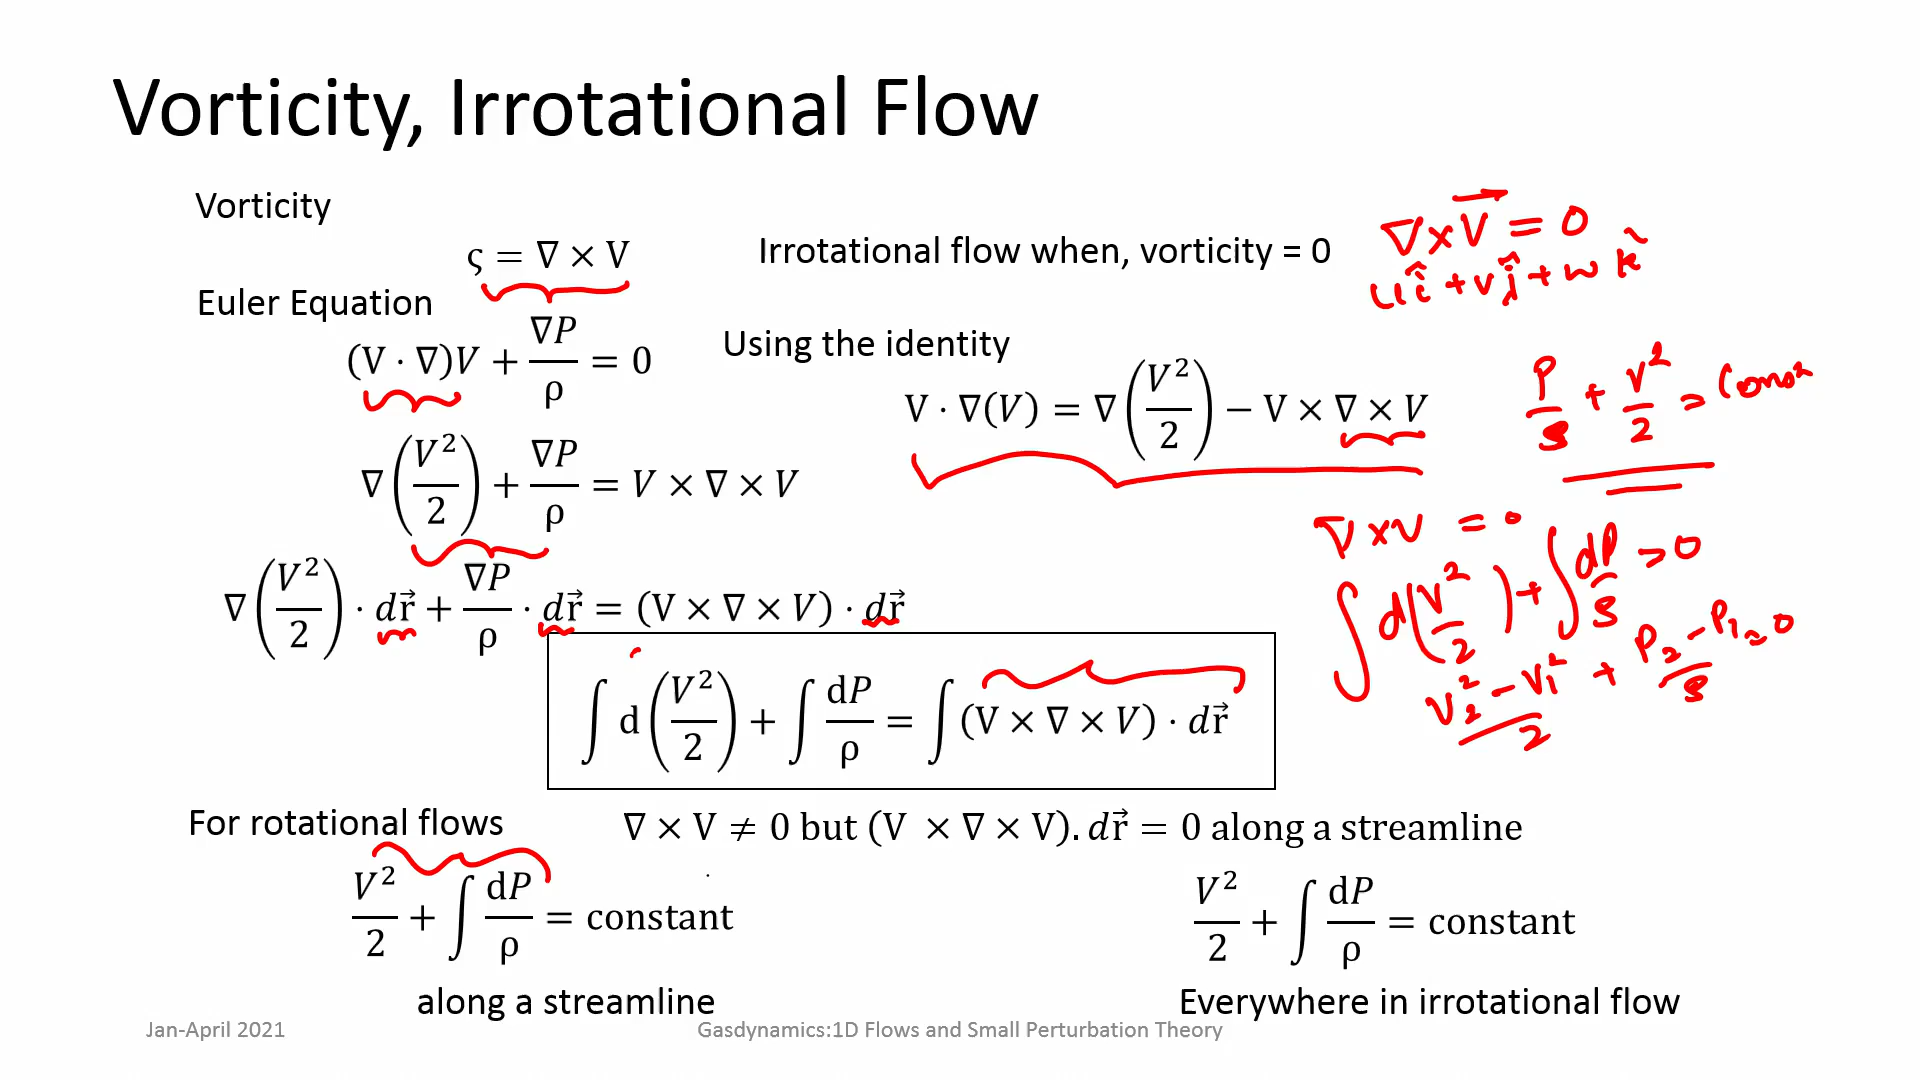 Vorticity, Irrotational Flow
Vorticity
ς = ∇ × V
Irrotational flow when, vorticity = 0
∇×V⃗ = 0
uî + vĵ + w k̂
Euler Equation
(V · ∇)V + ∇P/ρ = 0
Using the identity
V · ∇(V) = ∇(V²/2) − V × ∇ × V
P/ρ + V²/2 = Const
∇(V²/2) + ∇P/ρ = V × ∇ × V
∇×V = 0
∇(V²/2) · dr⃗ + ∇P/ρ · dr⃗ = (V × ∇ × V) · dr⃗
∫d(V²/2) + ∫dP/ρ = 0
(V₂² − V₁²)/2 + (P₂ − P₁)/ρ = 0
∫d(V²/2) + ∫dP/ρ = ∫(V × ∇ × V) · dr⃗
For rotational flows
∇ × V ≠ 0 but (V × ∇ × V). dr⃗ = 0 along a streamline
V²/2 + ∫dP/ρ = constant
along a streamline
V²/2 + ∫dP/ρ = constant
Everywhere in irrotational flow
Jan-April 2021
Gasdynamics:1D Flows and Small Perturbation Theory